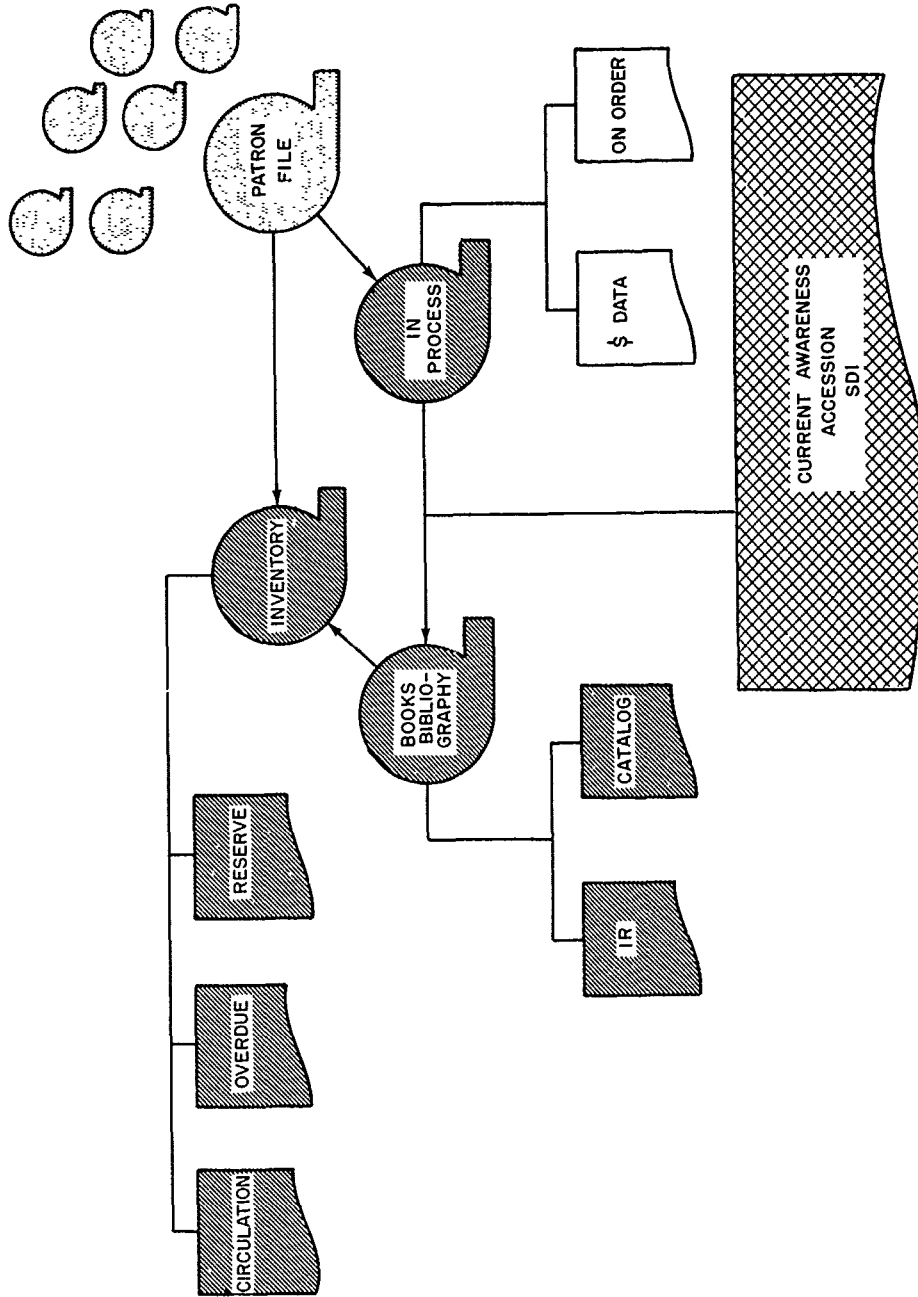 PATRON
FILE
INVENTORY
IN
PROCESS
BOOKS
BIBLIO-
GRAPHY
RESERVE
OVERDUE
CIRCULATION
ON ORDER
$ DATA
CATALOG
IR
CURRENT AWARENESS
ACCESSION
SDI